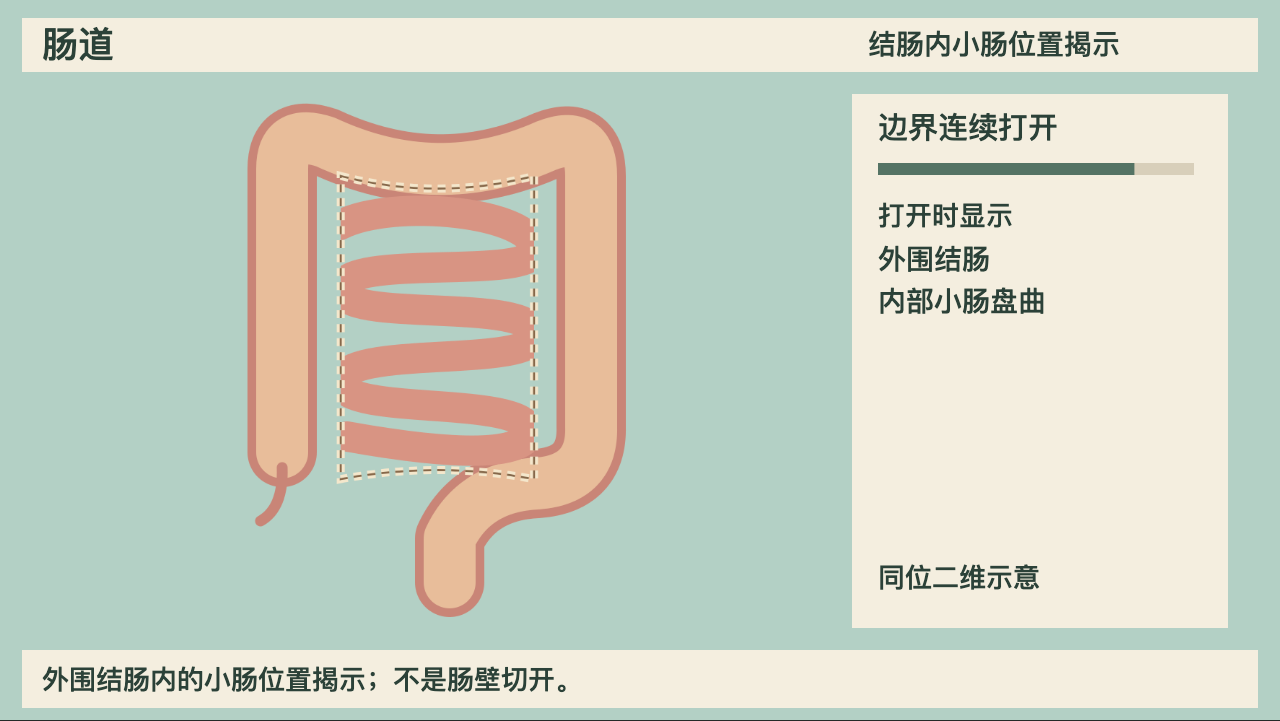 肠道
结肠内小肠位置揭示
边界连续打开
打开时显示
外围结肠
内部小肠盘曲
同位二维示意
外围结肠内的小肠位置揭示；不是肠壁切开。